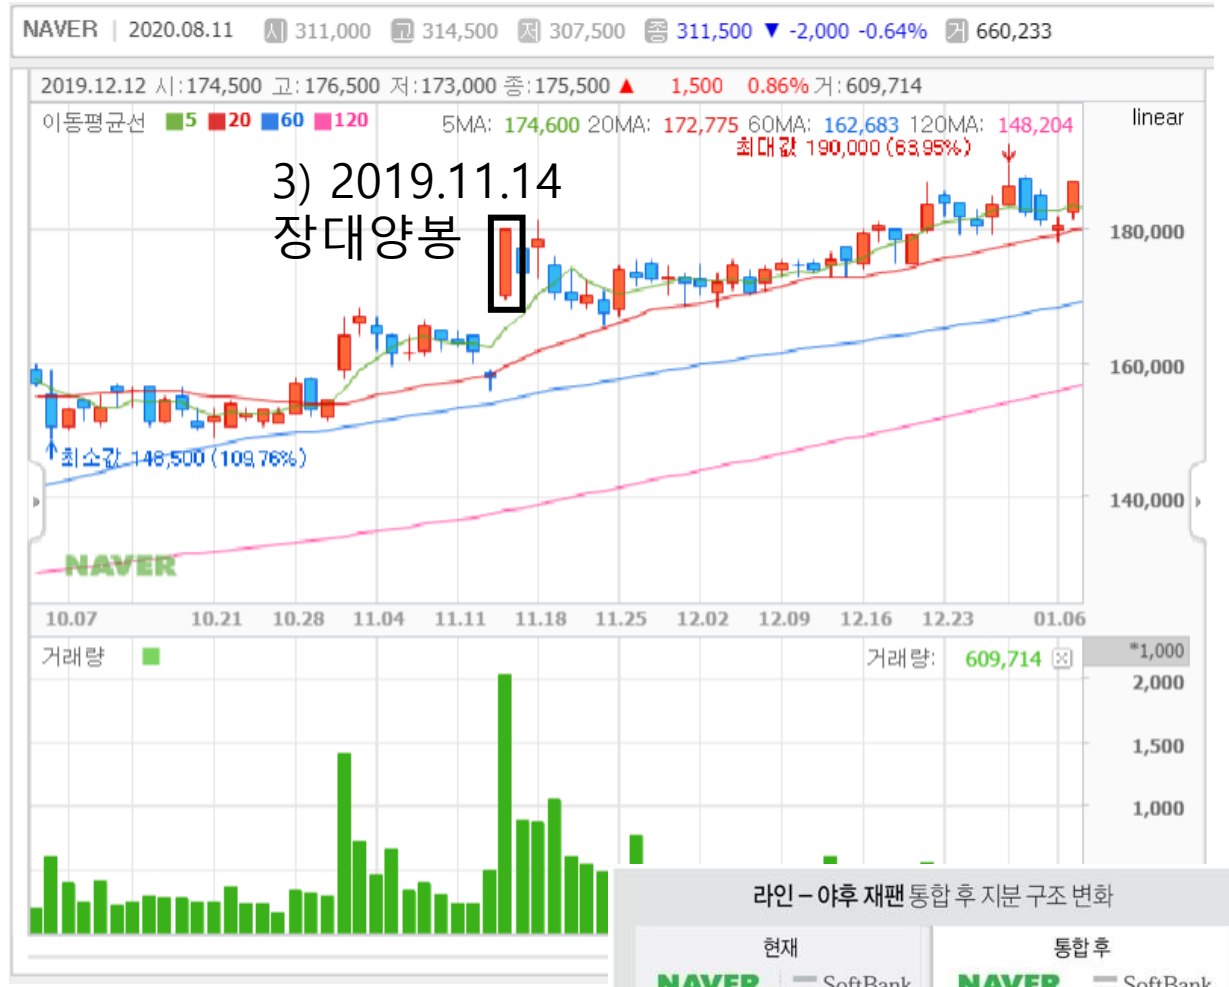 NAVER | 2020.08.11 시 311,000 고 314,500 저 307,500 종 311,500 ▼ -2,000 -0.64% 거 660,233
2019.12.12 시:174,500 고:176,500 저:173,000 종:175,500 ▲ 1,500 0.86% 거:609,714
이동평균선 5 20 60 120 5MA: 174,600 20MA: 172,775 60MA: 162,683 120MA: 148,204
linear
최대값 190,000 (63,95%)
3) 2019.11.14
장대양봉
180,000
160,000
최소값 148,500 (109,76%)
140,000
NAVER
10.07 10.21 10.28 11.04 11.11 11.18 11.25 12.02 12.09 12.16 12.23 01.06
거래량 거래량: 609,714
*1,000
2,000
1,500
1,000
라인 – 야후 재팬 통합 후 지분 구조 변화
현재 통합 후
NAVER SoftBank NAVER SoftBank